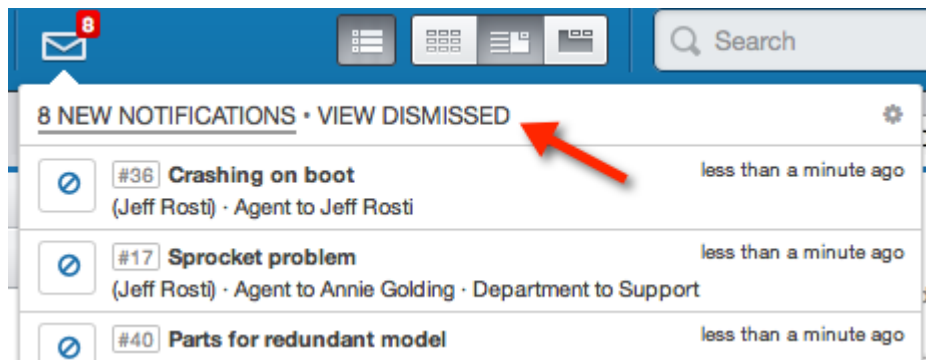 8
Search
8 NEW NOTIFICATIONS • VIEW DISMISSED
#36 Crashing on boot less than a minute ago
(Jeff Rosti) · Agent to Jeff Rosti
#17 Sprocket problem less than a minute ago
(Jeff Rosti) · Agent to Annie Golding · Department to Support
#40 Parts for redundant model less than a minute ago